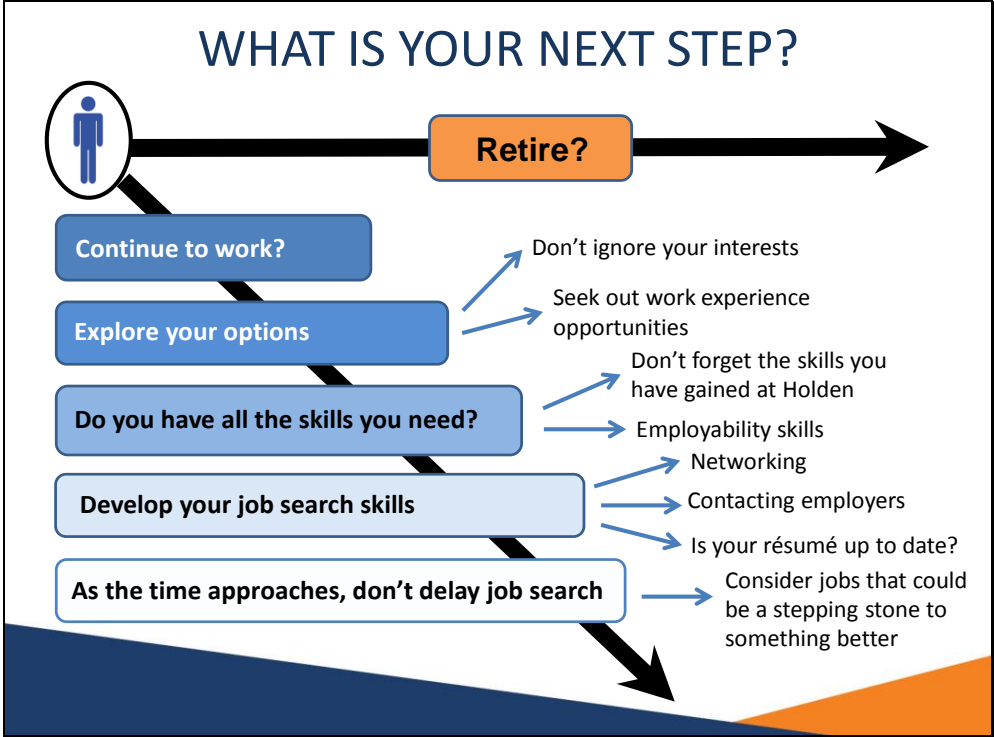 WHAT IS YOUR NEXT STEP?
Retire?
Continue to work?
Don’t ignore your interests
Explore your options
Seek out work experience
opportunities
Do you have all the skills you need?
Don’t forget the skills you
have gained at Holden
Employability skills
Develop your job search skills
Networking
Contacting employers
Is your résumé up to date?
As the time approaches, don’t delay job search
Consider jobs that could
be a stepping stone to
something better